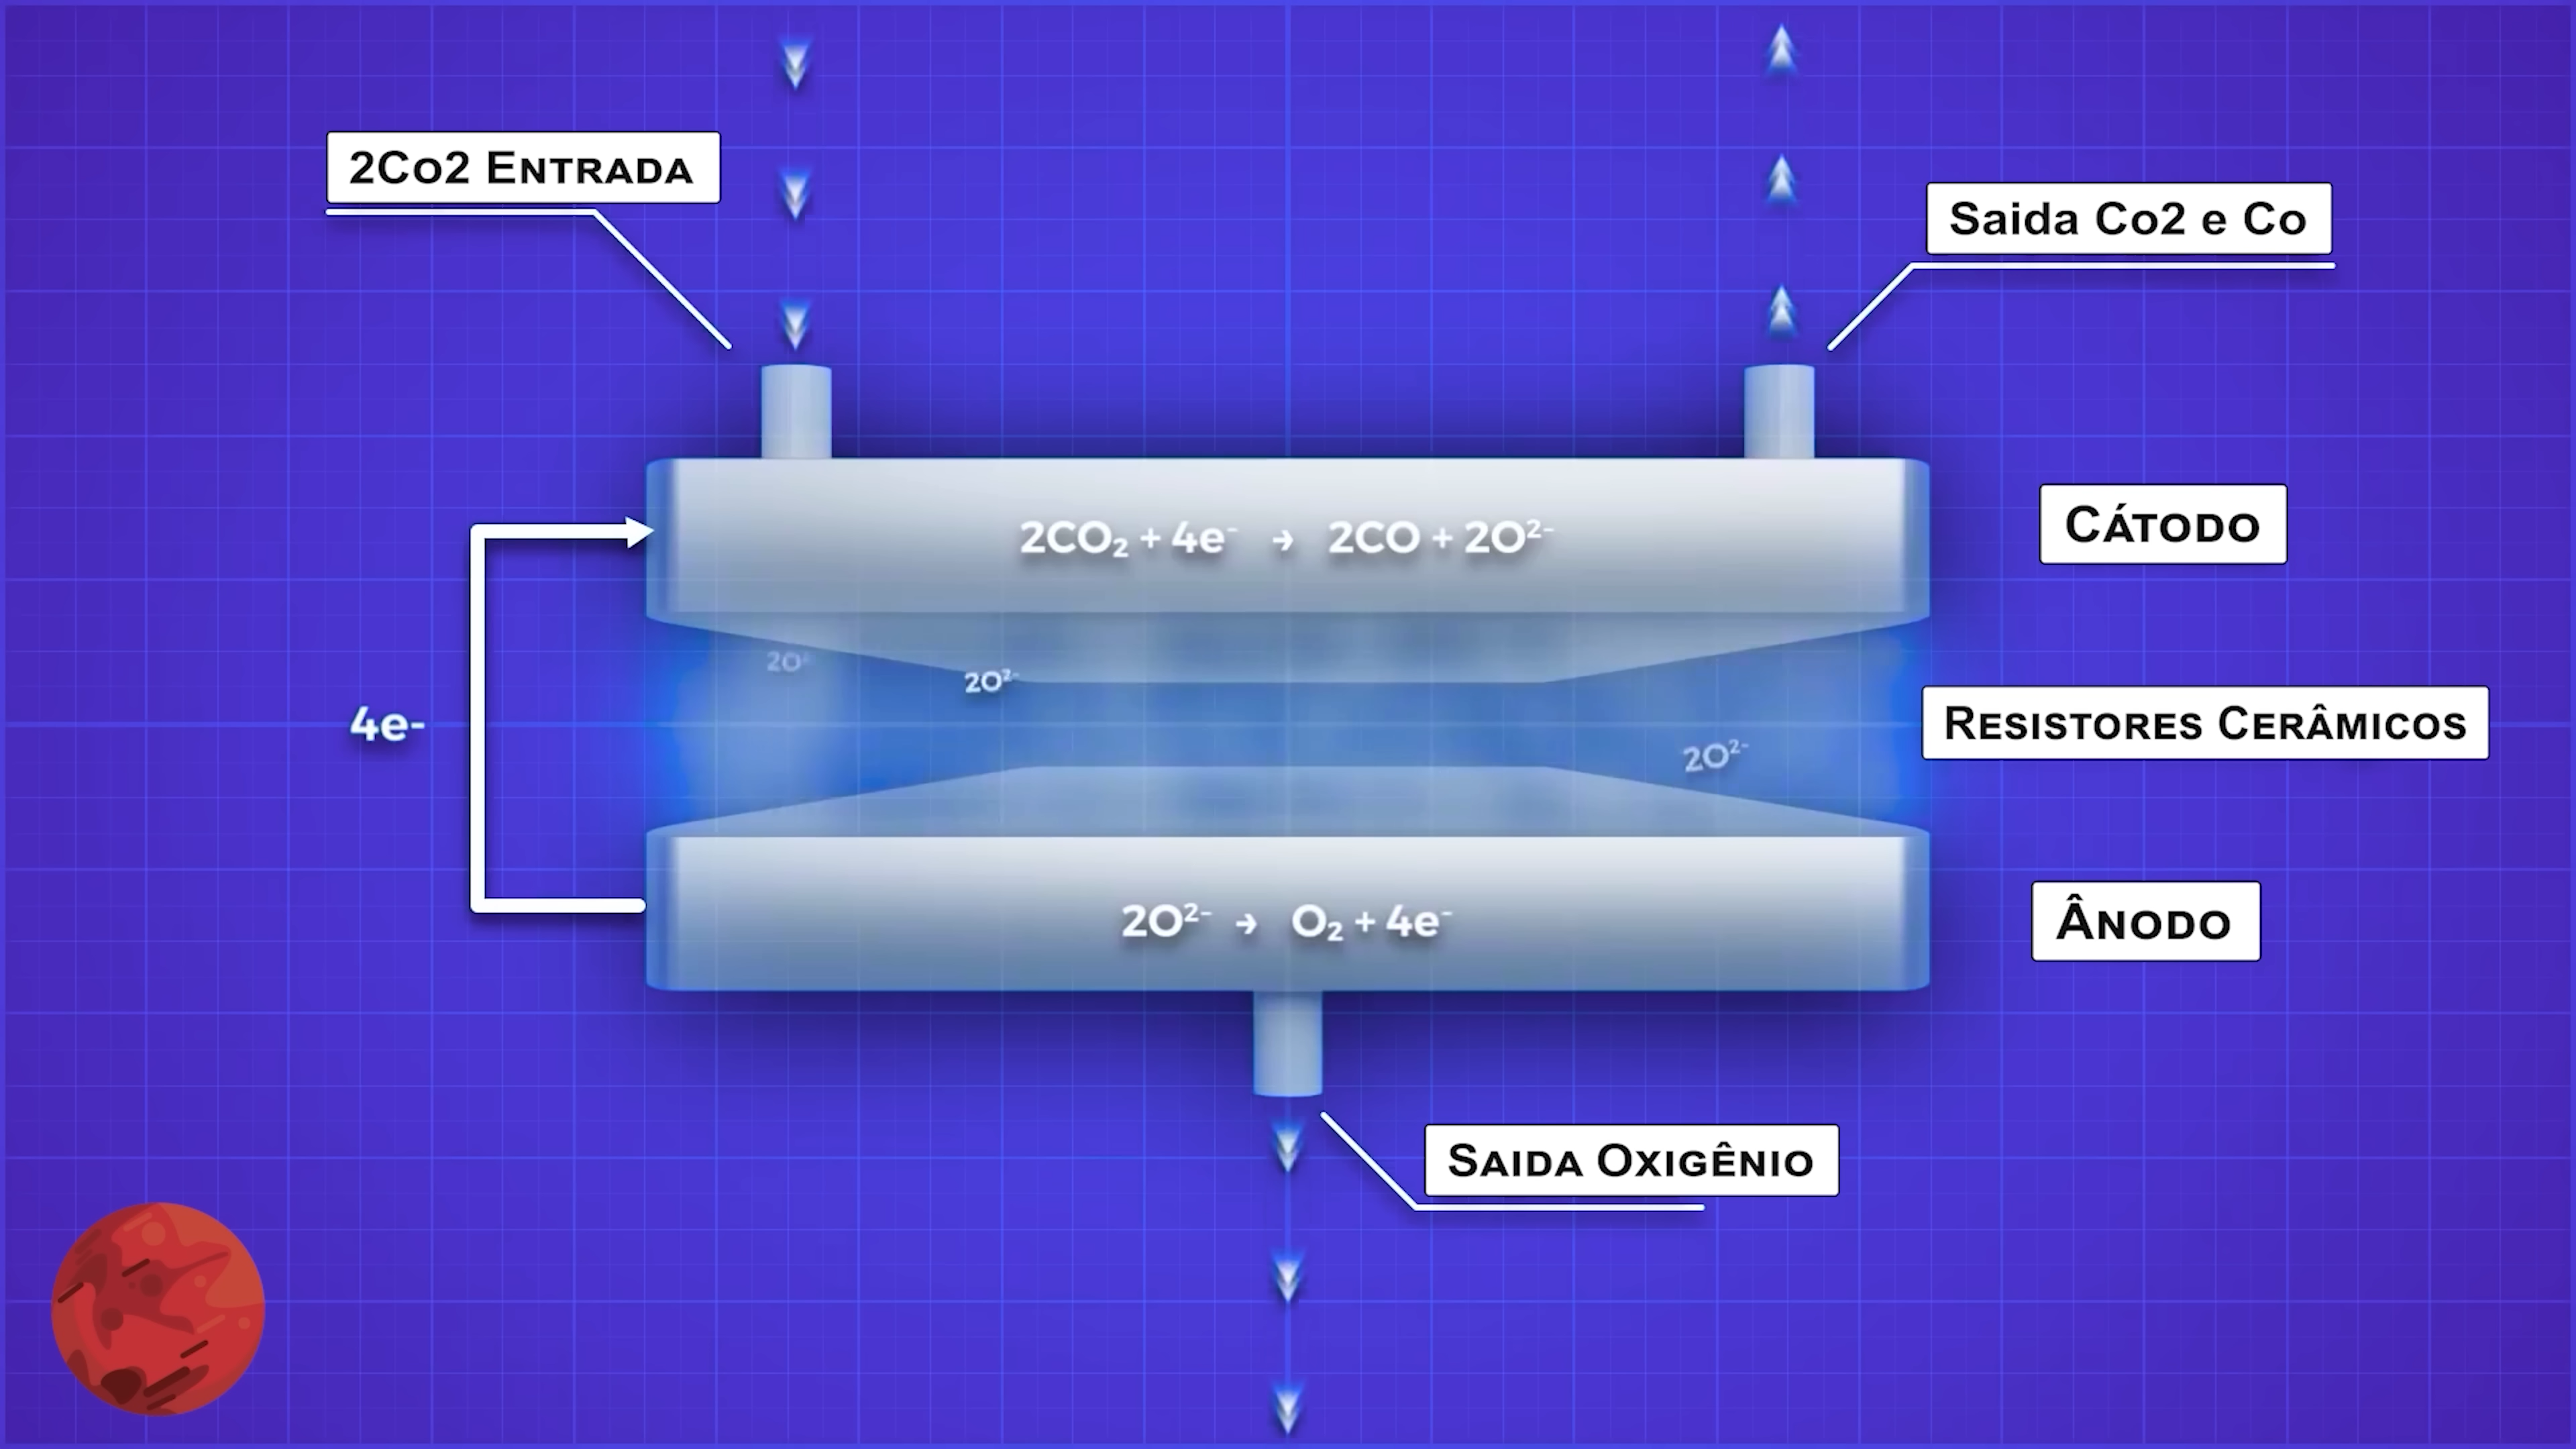 2Co2 Entrada
Saida Co2 e Co
2CO₂ + 4e⁻ → 2CO + 2O²⁻
Cátodo
2O²⁻
2O²⁻
4e-
Resistores Cerâmicos
2O²⁻
2O²⁻ → O₂ + 4e⁻
Ânodo
Saida Oxigênio